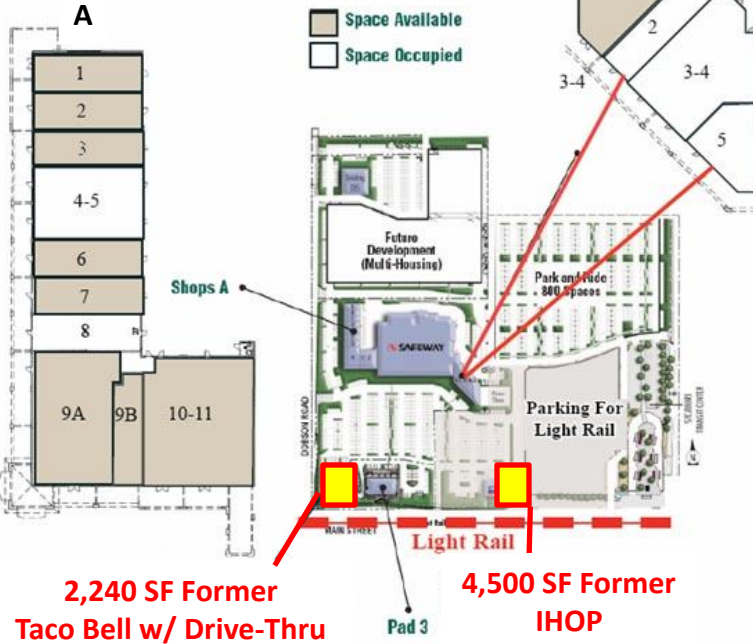 A
Space Available
Space Occupied
1
2
3
4-5
6
7
8
9A
9B
10-11
2
3-4
3-4
5
Shops A
Future
Development
(Multi-Housing)
Park and Ride
800 Spaces
SAFEWAY
Parking For
Light Rail
DOBSON ROAD
MAIN STREET
Light Rail
2,240 SF Former
Taco Bell w/ Drive-Thru
4,500 SF Former
IHOP
Pad 3